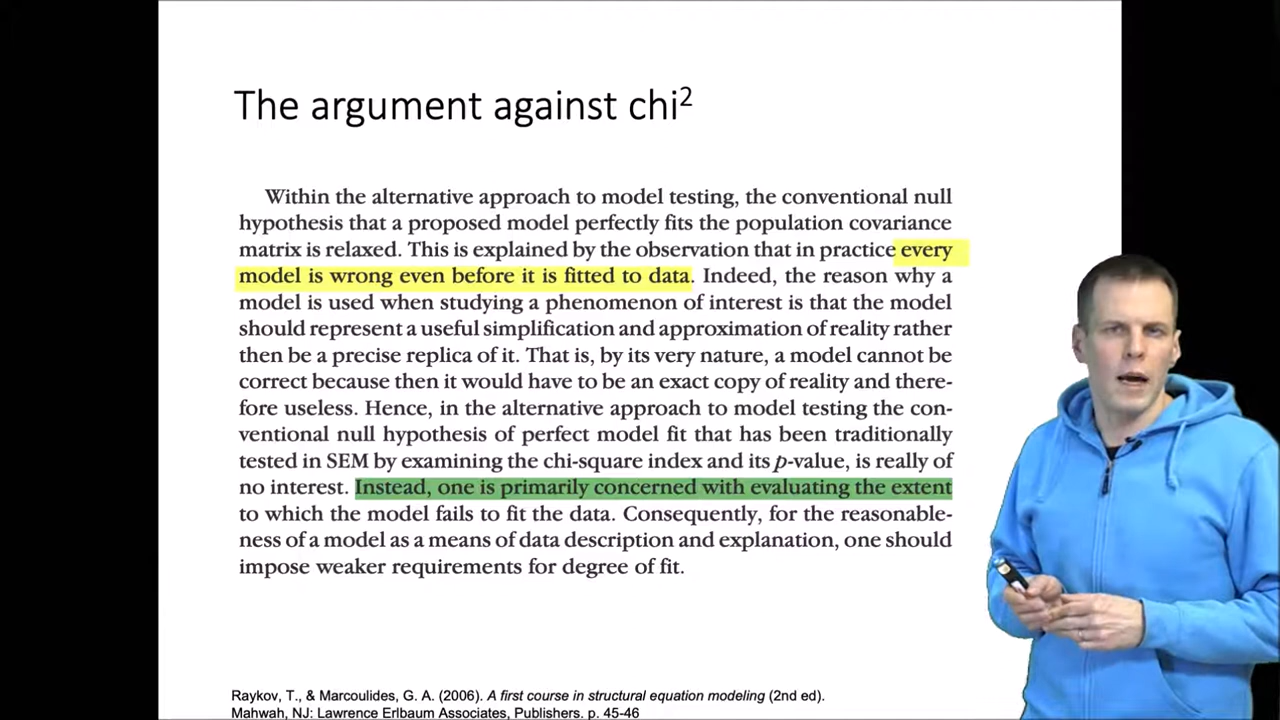 The argument against chi²
Within the alternative approach to model testing, the conventional null
hypothesis that a proposed model perfectly fits the population covariance
matrix is relaxed. This is explained by the observation that in practice every
model is wrong even before it is fitted to data. Indeed, the reason why a
model is used when studying a phenomenon of interest is that the model
should represent a useful simplification and approximation of reality rather
then be a precise replica of it. That is, by its very nature, a model cannot be
correct because then it would have to be an exact copy of reality and there-
fore useless. Hence, in the alternative approach to model testing the con-
ventional null hypothesis of perfect model fit that has been traditionally
tested in SEM by examining the chi-square index and its p-value, is really of
no interest. Instead, one is primarily concerned with evaluating the extent
to which the model fails to fit the data. Consequently, for the reasonable-
ness of a model as a means of data description and explanation, one should
impose weaker requirements for degree of fit.
Raykov, T., & Marcoulides, G. A. (2006). A first course in structural equation modeling (2nd ed).
Mahwah, NJ: Lawrence Erlbaum Associates, Publishers. p. 45-46